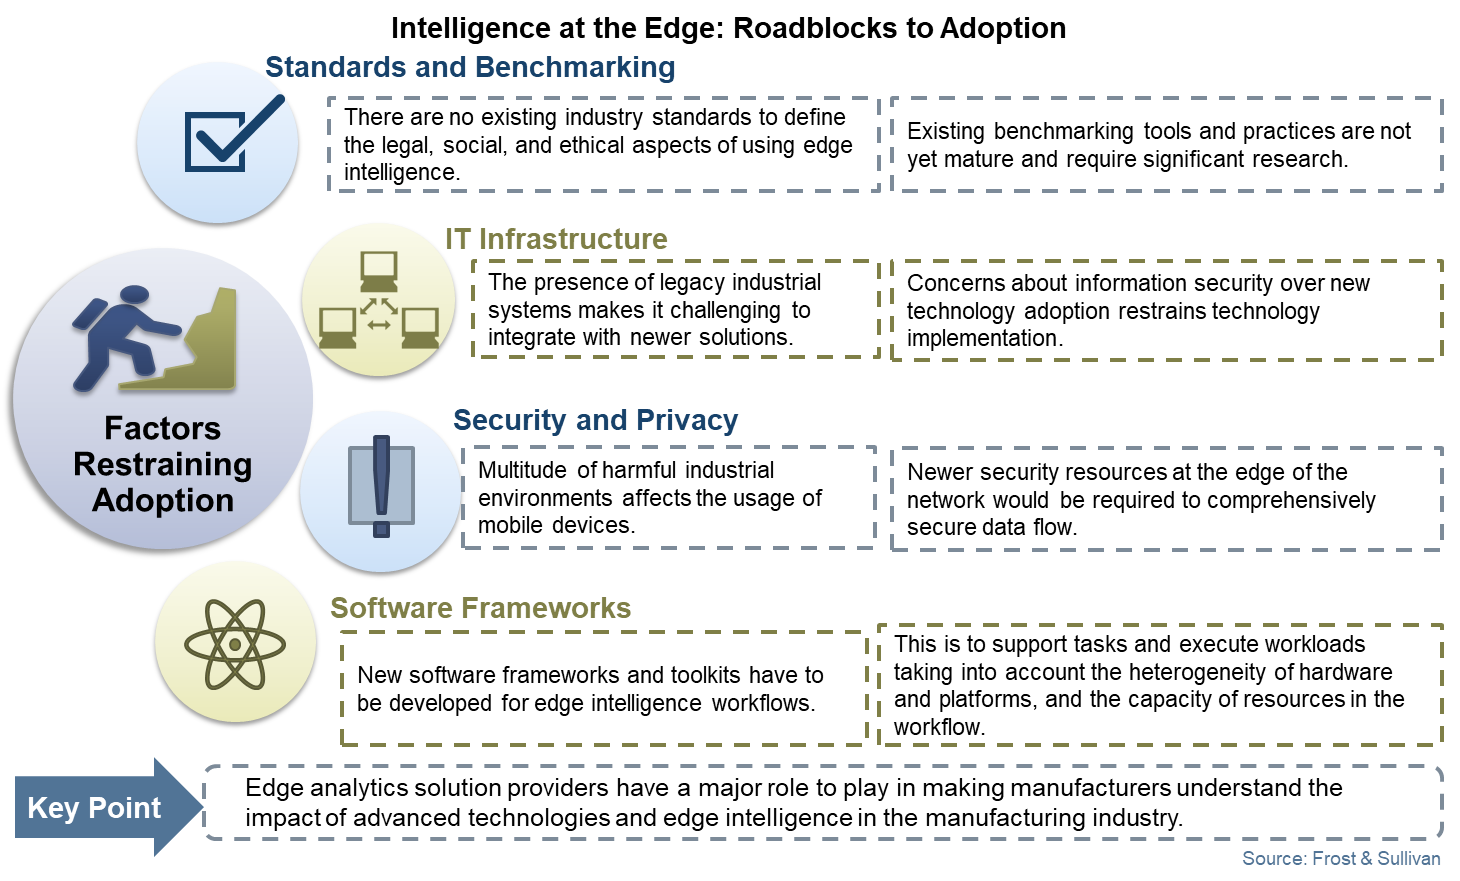 Intelligence at the Edge: Roadblocks to Adoption
Standards and Benchmarking
There are no existing industry standards to define
the legal, social, and ethical aspects of using edge
intelligence.
Existing benchmarking tools and practices are not
yet mature and require significant research.
IT Infrastructure
The presence of legacy industrial
systems makes it challenging to
integrate with newer solutions.
Concerns about information security over new
technology adoption restrains technology
implementation.
Factors
Restraining
Adoption
Security and Privacy
Multitude of harmful industrial
environments affects the usage of
mobile devices.
Newer security resources at the edge of the
network would be required to comprehensively
secure data flow.
Software Frameworks
New software frameworks and toolkits have to
be developed for edge intelligence workflows.
This is to support tasks and execute workloads
taking into account the heterogeneity of hardware
and platforms, and the capacity of resources in the
workflow.
Key Point
Edge analytics solution providers have a major role to play in making manufacturers understand the
impact of advanced technologies and edge intelligence in the manufacturing industry.
Source: Frost & Sullivan